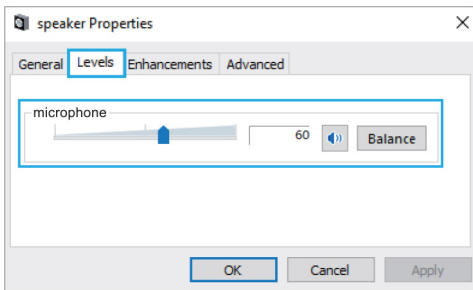 speaker Properties
General Levels Enhancements Advanced
microphone
60 Balance
OK Cancel Apply